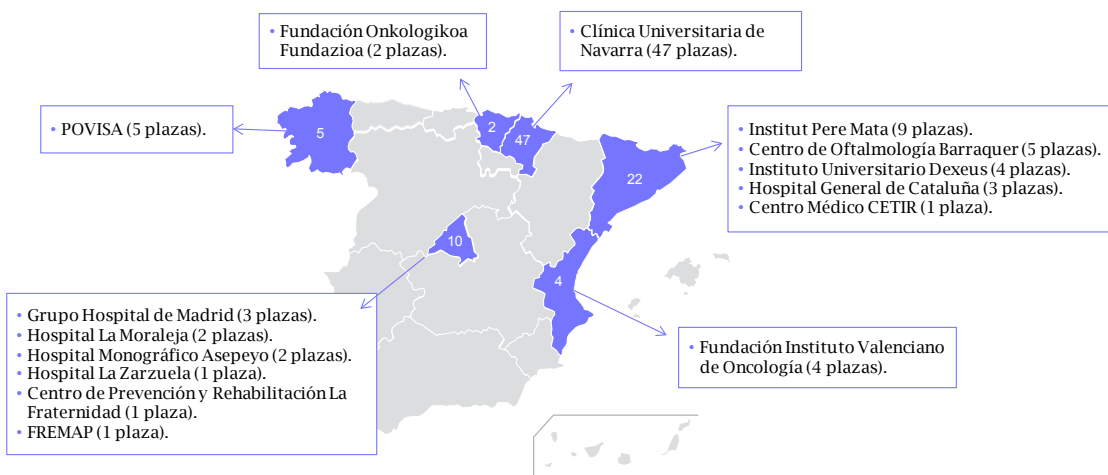 • Fundación Onkologikoa
Fundazioa (2 plazas).
• Clínica Universitaria de
Navarra (47 plazas).
• POVISA (5 plazas).
5
2
47
22
10
4
• Institut Pere Mata (9 plazas).
• Centro de Oftalmología Barraquer (5 plazas).
• Instituto Universitario Dexeus (4 plazas).
• Hospital General de Cataluña (3 plazas).
• Centro Médico CETIR (1 plaza).
• Grupo Hospital de Madrid (3 plazas).
• Hospital La Moraleja (2 plazas).
• Hospital Monográfico Asepeyo (2 plazas).
• Hospital La Zarzuela (1 plaza).
• Centro de Prevención y Rehabilitación La
Fraternidad (1 plaza).
• FREMAP (1 plaza).
• Fundación Instituto Valenciano
de Oncología (4 plazas).